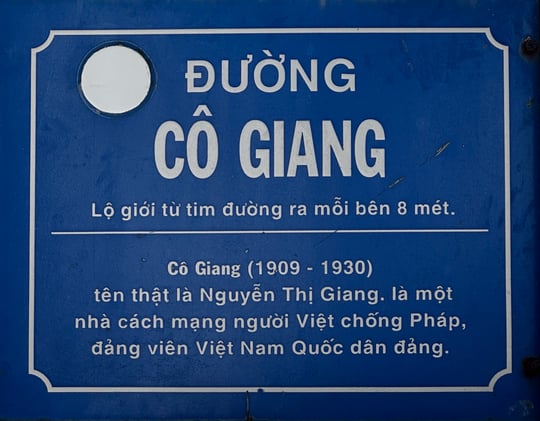 ĐƯỜNG
CÔ GIANG
Lộ giới từ tim đường ra mỗi bên 8 mét.
Cô Giang (1909 - 1930)
tên thật là Nguyễn Thị Giang. là một
nhà cách mạng người Việt chống Pháp,
đảng viên Việt Nam Quốc dân đảng.